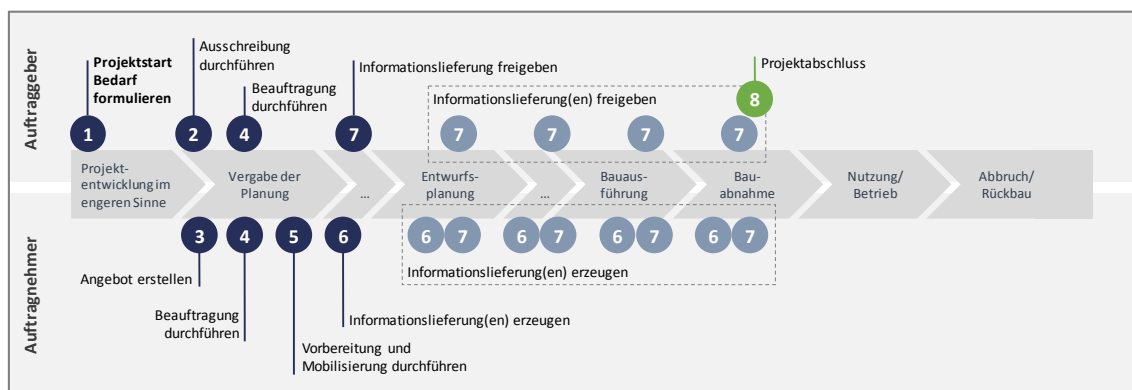 Auftraggeber
Projektstart
Bedarf
formulieren
Ausschreibung
durchführen
Beauftragung
durchführen
Informationslieferung freigeben
Informationslieferung(en) freigeben
Projektabschluss
8
1
2
4
7
7
7
7
7
Projekt-
entwicklung im
engeren Sinne
Vergabe der
Planung
...
Entwurfs-
planung
...
Bauaus-
führung
Bau-
abnahme
Nutzung/
Betrieb
Abbruch/
Rückbau
Auftragnehmer
3
4
5
6
6 7
6 7
6 7
6 7
Angebot erstellen
Informationslieferung(en) erzeugen
Beauftragung
durchführen
Informationslieferung(en) erzeugen
Vorbereitung und
Mobilisierung durchführen